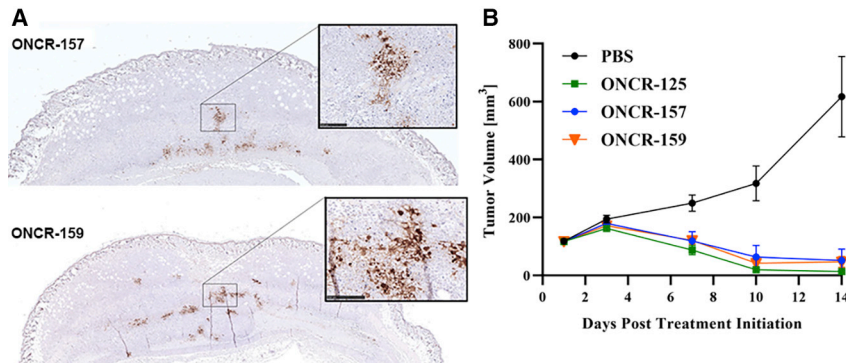 A
ONCR-157
ONCR-159
B
PBS
ONCR-125
ONCR-157
ONCR-159
Tumor Volume [mm³]
800
600
400
200
0
0 2 4 6 8 10 12 14
Days Post Treatment Initiation